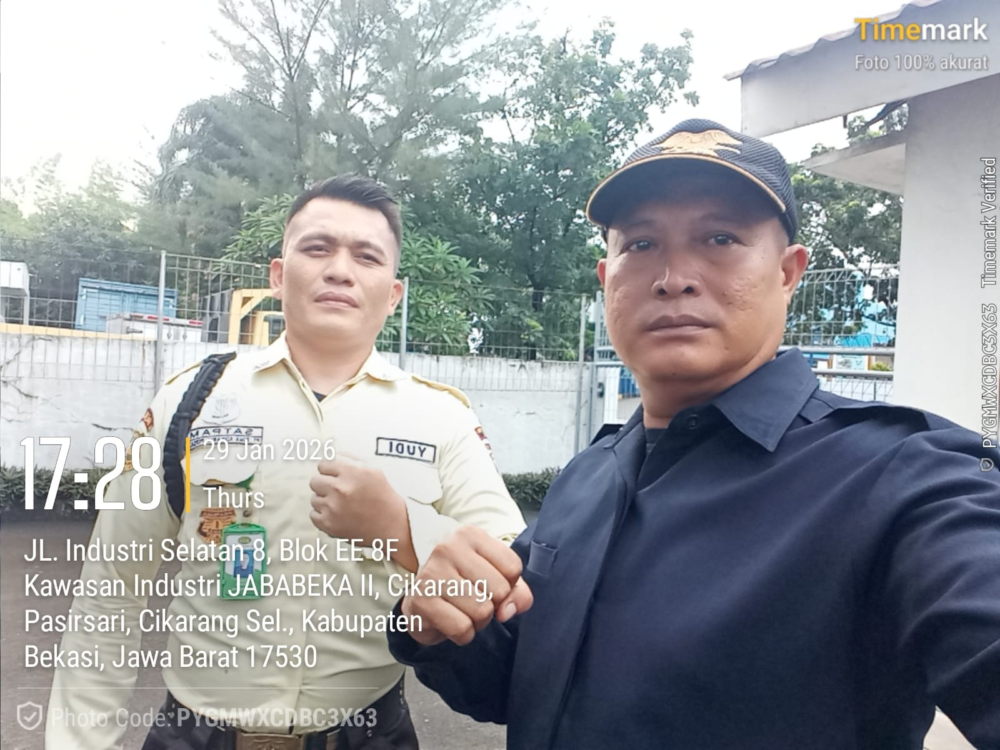 Timemark
Foto 100% akurat
SATPAM
YUDI
17:28
29 Jan 2026
Thurs
JL. Industri Selatan 8, Blok EE 8F
Kawasan Industri JABABEKA II, Cikarang,
Pasirsari, Cikarang Sel., Kabupaten
Bekasi, Jawa Barat 17530
Photo Code: PYGMWXCDBC3X63
PYGMWXCDBC3X63 Timemark Verified